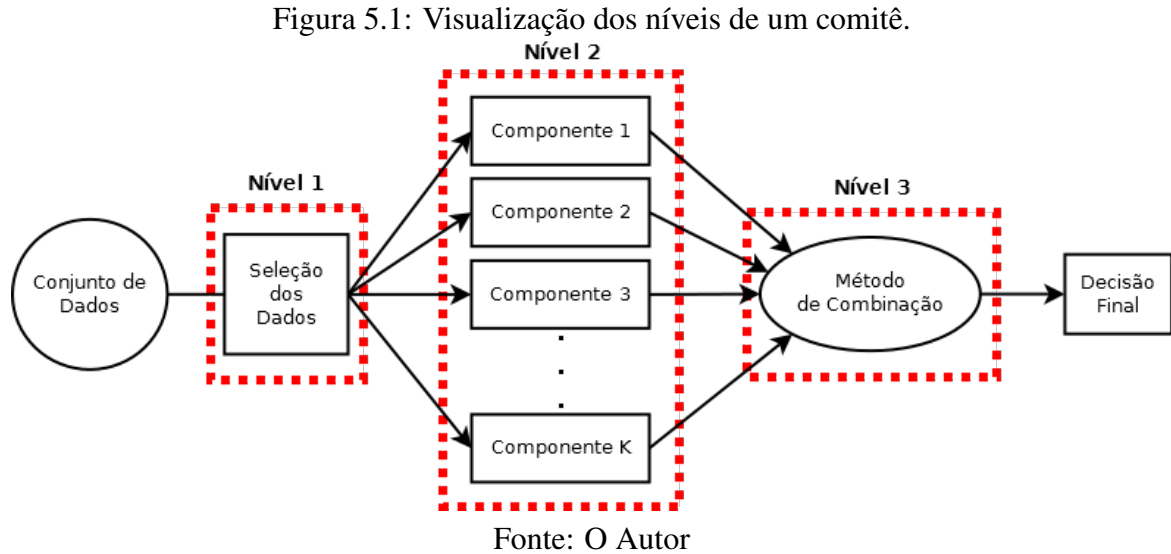 Figura 5.1: Visualização dos níveis de um comitê.
Nível 2
Componente 1
Nível 1
Componente 2
Nível 3
Conjunto de
Dados
Seleção
dos
Dados
Componente 3
Método
de Combinação
Decisão
Final
.
.
.
Componente K
Fonte: O Autor